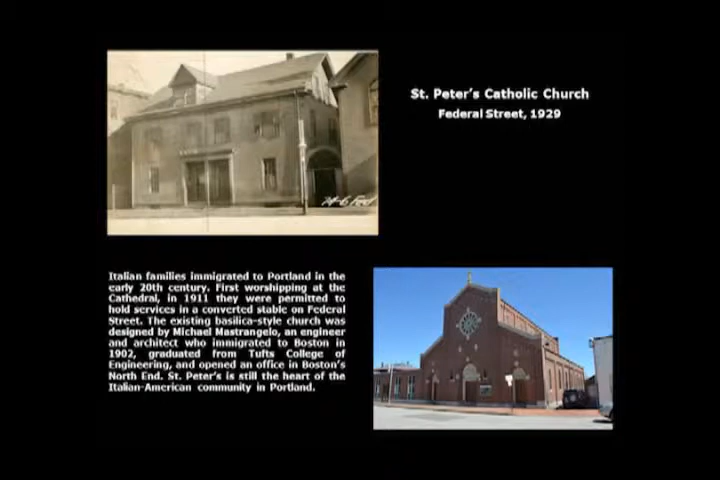 St. Peter's Catholic Church
Federal Street, 1929
74-6 Fed
Italian families immigrated to Portland in the
early 20th century. First worshipping at the
Cathedral, in 1911 they were permitted to
hold services in a converted stable on Federal
Street. The existing basilica-style church was
designed by Michael Mastrangelo, an engineer
and architect who immigrated to Boston in
1902, graduated from Tufts College of
Engineering, and opened an office in Boston's
North End. St. Peter's is still the heart of the
Italian-American community in Portland.